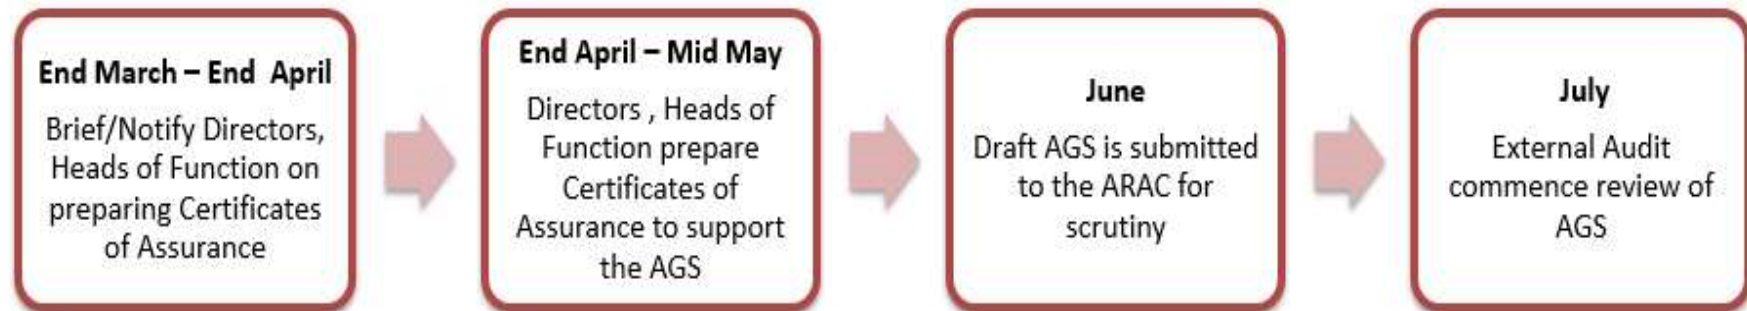 End March – End  April
Brief/Notify Directors,
Heads of Function on
preparing Certificates
of Assurance
End April – Mid May
Directors , Heads of
Function prepare
Certificates of
Assurance to support
the AGS
June
Draft AGS is submitted
to the ARAC for
scrutiny
July
External Audit
commence review of
AGS